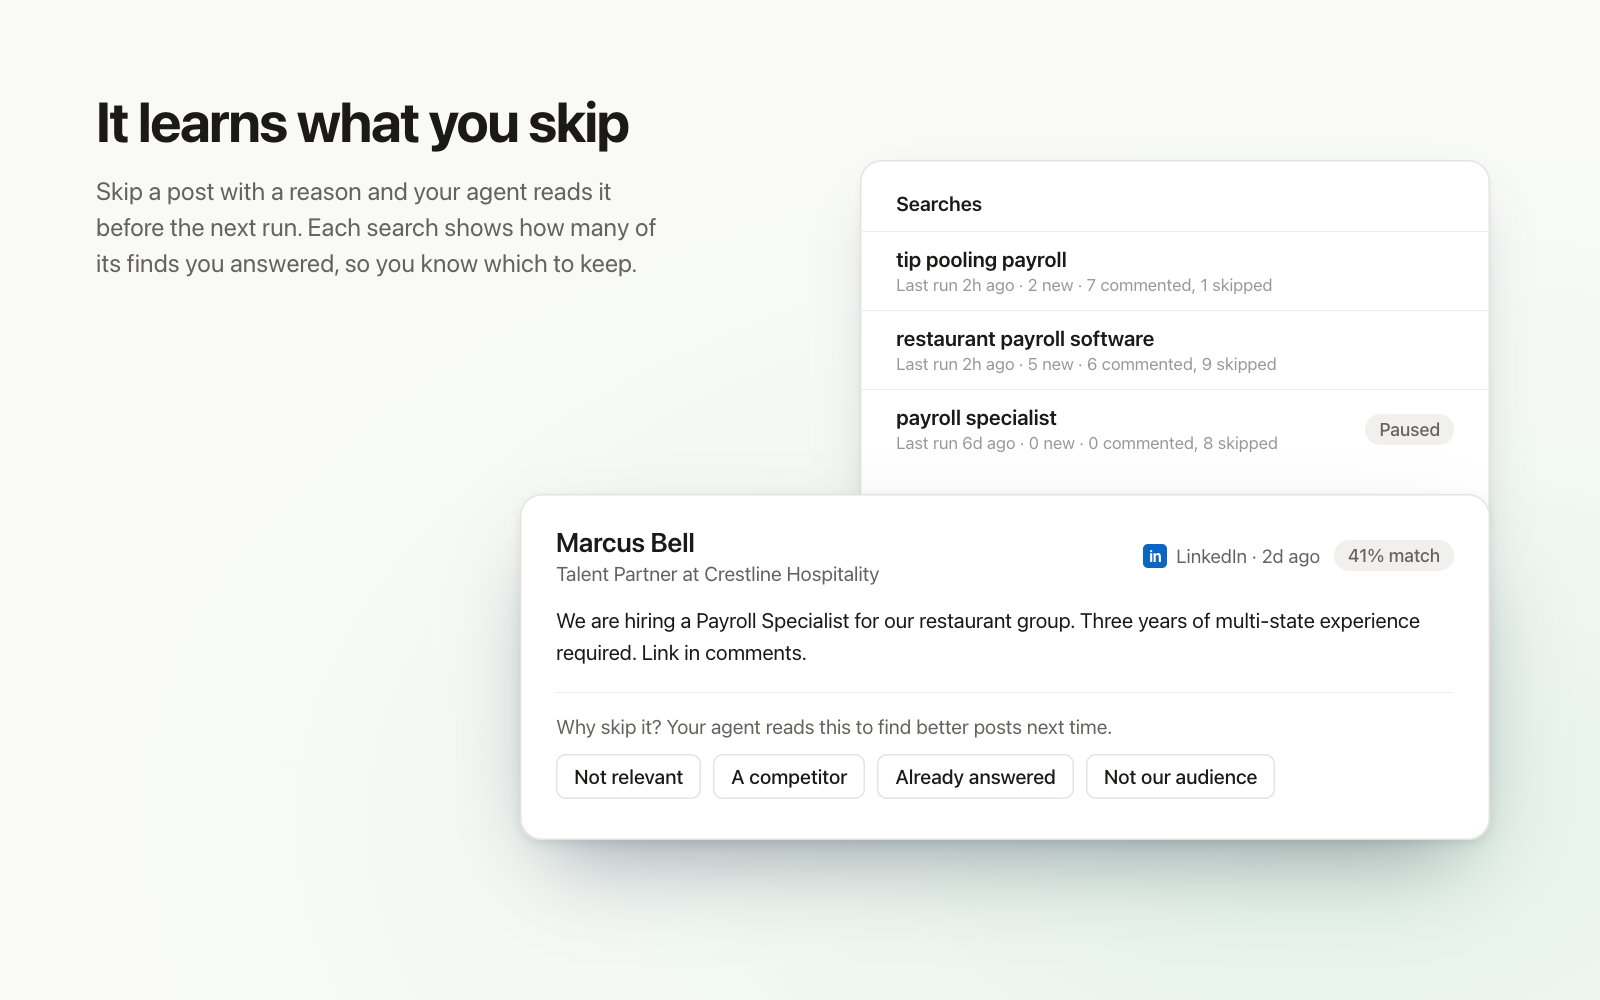 It learns what you skip
Skip a post with a reason and your agent reads it
before the next run. Each search shows how many of
its finds you answered, so you know which to keep.
Searches
tip pooling payroll
Last run 2h ago · 2 new · 7 commented, 1 skipped
restaurant payroll software
Last run 2h ago · 5 new · 6 commented, 9 skipped
payroll specialist
Last run 6d ago · 0 new · 0 commented, 8 skipped
Paused
Marcus Bell
Talent Partner at Crestline Hospitality
in LinkedIn · 2d ago
41% match
We are hiring a Payroll Specialist for our restaurant group. Three years of multi-state experience
required. Link in comments.
Why skip it? Your agent reads this to find better posts next time.
Not relevant
A competitor
Already answered
Not our audience